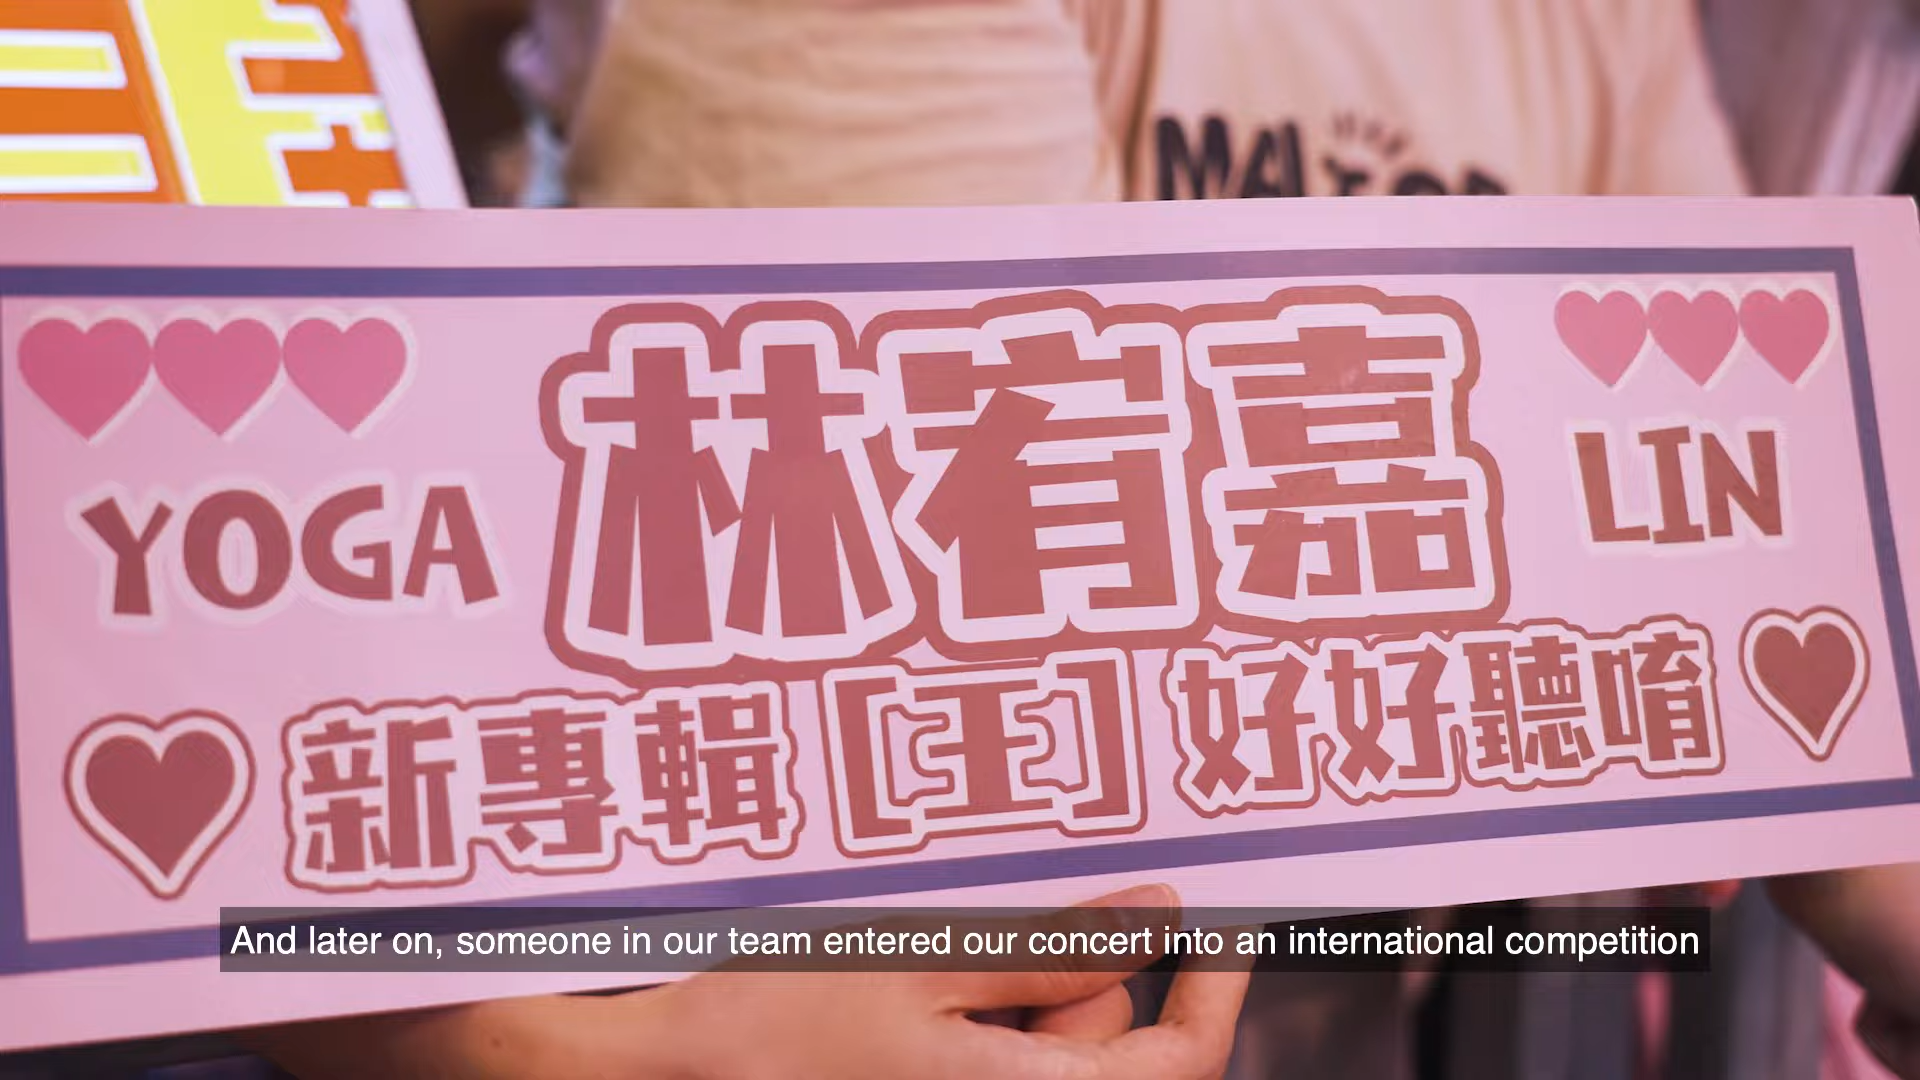 林宥嘉
YOGA
LIN
新專輯[王]好好聽唷
And later on, someone in our team entered our concert into an international competition